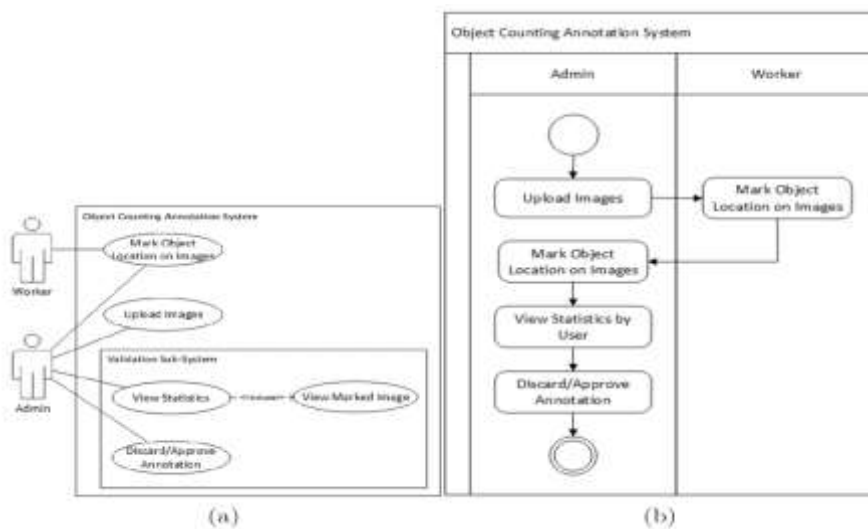 Object Counting Annotation System
Mark Object
Location on Images
Worker
Upload Images
Validation Sub-System
View Statistics
View Marked Image
Admin
Discard/Approve
Annotation
(a)
Object Counting Annotation System
Admin
Worker
Upload Images
Mark Object
Location on Images
Mark Object
Location on Images
View Statistics by
User
Discard/Approve
Annotation
(b)